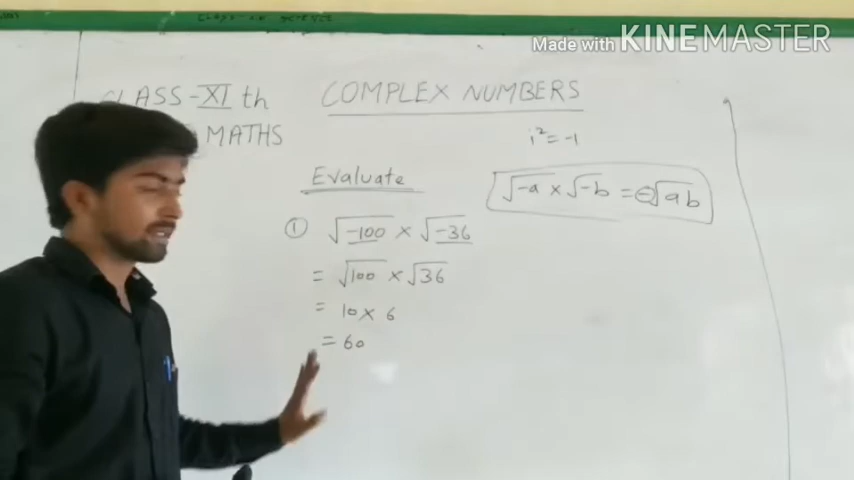 Made with KINEMASTER
CLASS-XI th
MATHS
COMPLEX NUMBERS
i² = -1
Evaluate
√-a × √-b = ⊖√ab
① √-100 × √-36
= √100 × √36
= 10 × 6
= 60